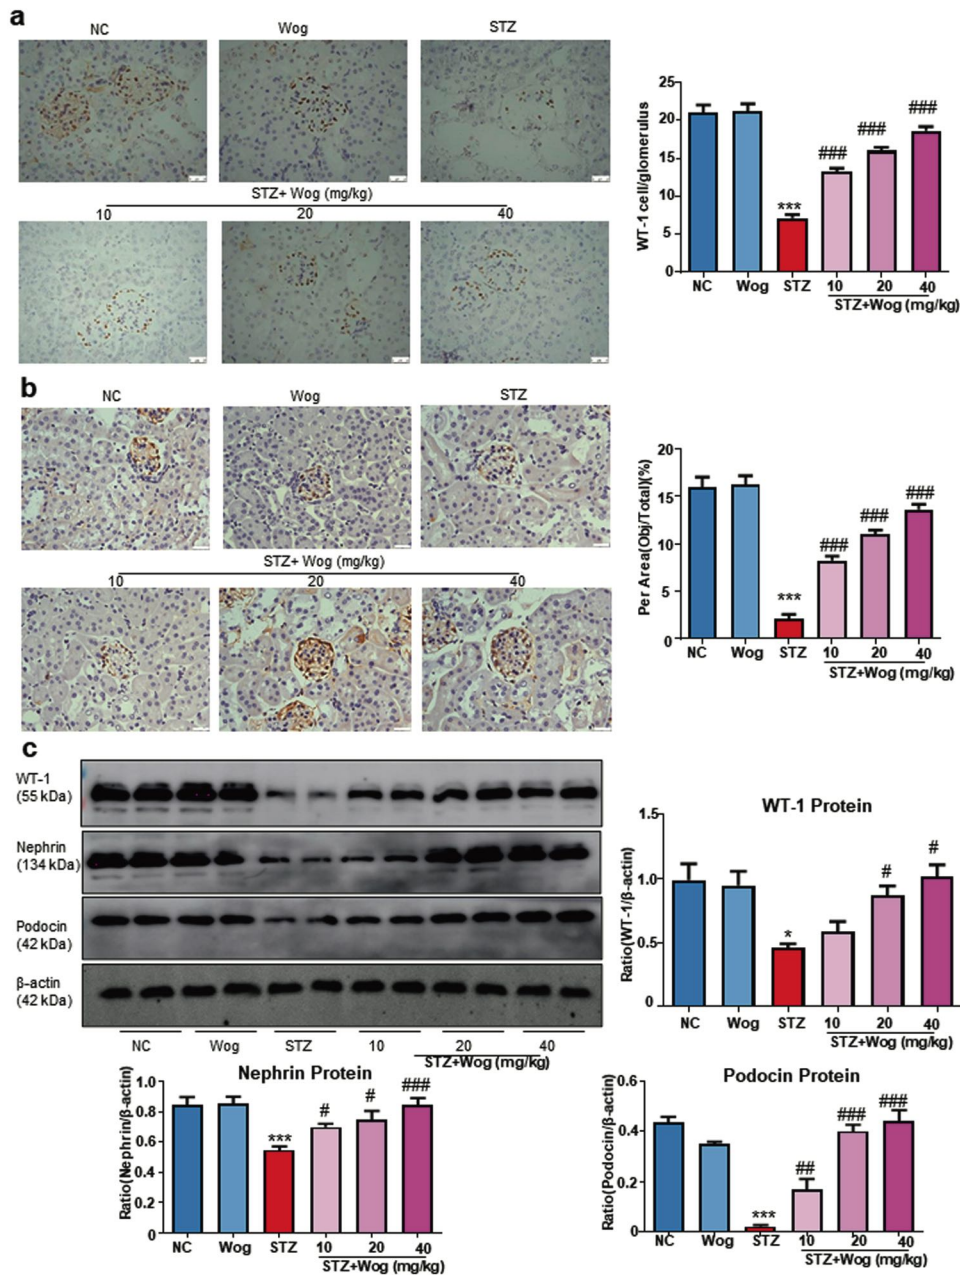 a
NC
Wog
STZ
STZ+ Wog (mg/kg)
10
20
40
WT-1 cell/glomerulus
25
20
15
10
5
0
***
###
###
###
NC
Wog
STZ
10
20
40
STZ+Wog (mg/kg)
b
NC
Wog
STZ
STZ+ Wog (mg/kg)
10
20
40
Per Area(Obj/Total)(%)
20
15
10
5
0
***
###
###
###
NC
Wog
STZ
10
20
40
STZ+Wog (mg/kg)
c
WT-1
(55 kDa)
Nephrin
(134 kDa)
Podocin
(42 kDa)
β-actin
(42 kDa)
NC
Wog
STZ
10
20
40
STZ+Wog (mg/kg)
WT-1 Protein
Ratio(WT-1/β-actin)
1.5
1.0
0.5
0
*
#
#
NC
Wog
STZ
10
20
40
STZ+Wog (mg/kg)
Nephrin Protein
Ratio(Nephrin/β-actin)
1.0
0.8
0.6
0.4
0.2
0
***
#
#
###
NC
Wog
STZ
10
20
40
STZ+Wog (mg/kg)
Podocin Protein
Ratio(Podocin/β-actin)
0.6
0.4
0.2
0
***
##
###
###
NC
Wog
STZ
10
20
40
STZ+Wog (mg/kg)